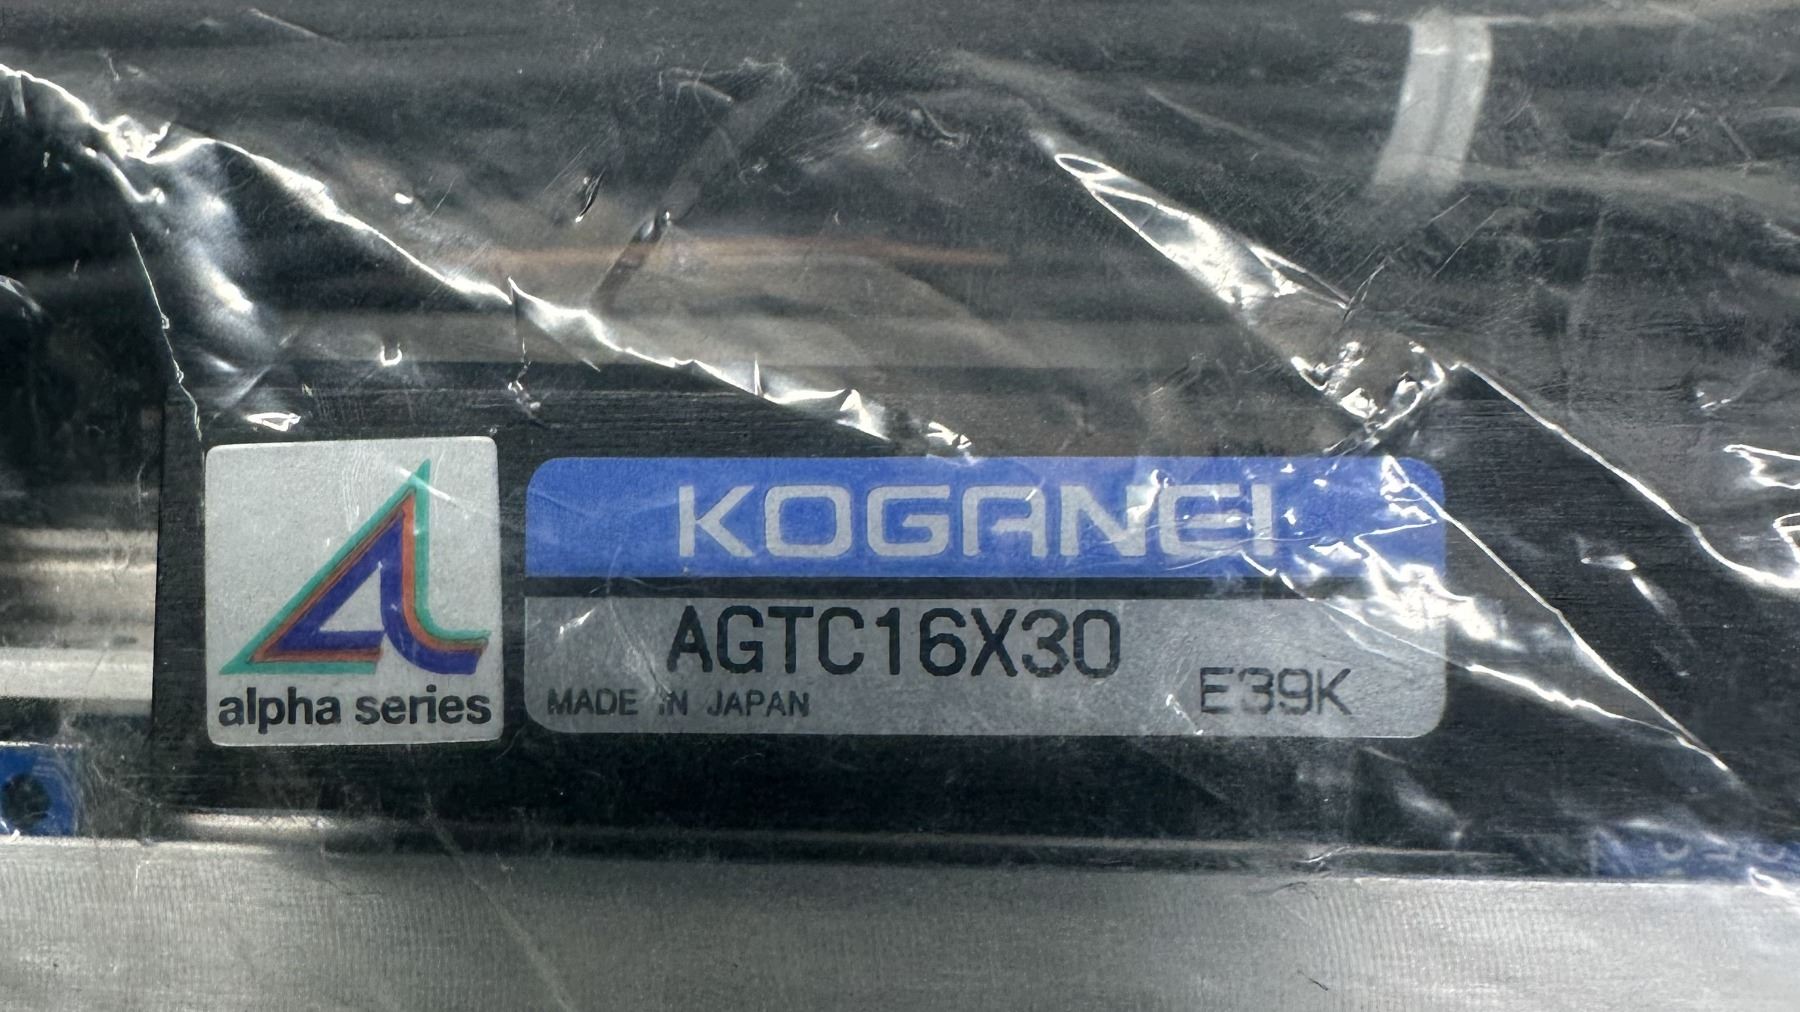 alpha series
KOGANEI
AGTC16X30
MADE IN JAPAN
E39K